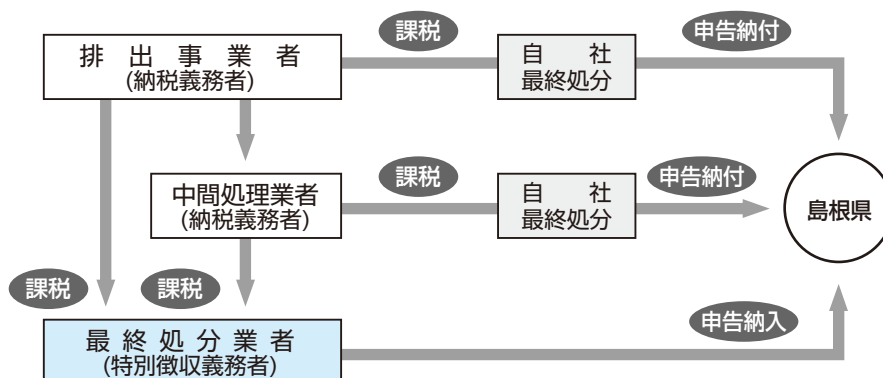 課税
申告納付
排出事業者
(納税義務者)
自社
最終処分
課税
申告納付
中間処理業者
(納税義務者)
自社
最終処分
島根県
課税
課税
申告納入
最終処分業者
(特別徴収義務者)